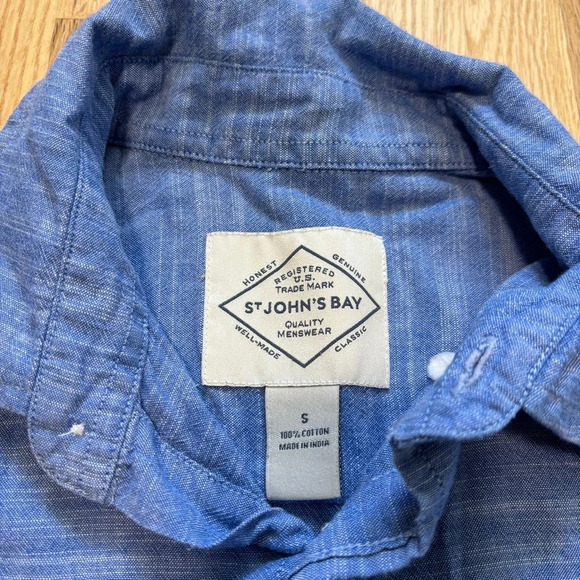 HONEST GENUINE
REGISTERED
U.S.
TRADE MARK
ST JOHN'S BAY
QUALITY
MENSWEAR
WELL-MADE CLASSIC
S
100% COTTON
MADE IN INDIA